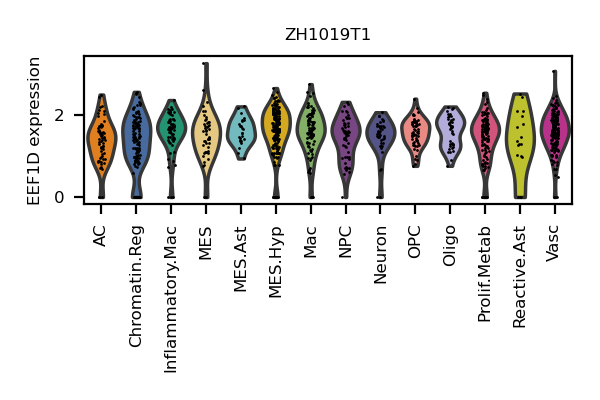 ZH1019T1
EEF1D expression
2
0
AC
Chromatin.Reg
Inflammatory.Mac
MES
MES.Ast
MES.Hyp
Mac
NPC
Neuron
OPC
Oligo
Prolif.Metab
Reactive.Ast
Vasc